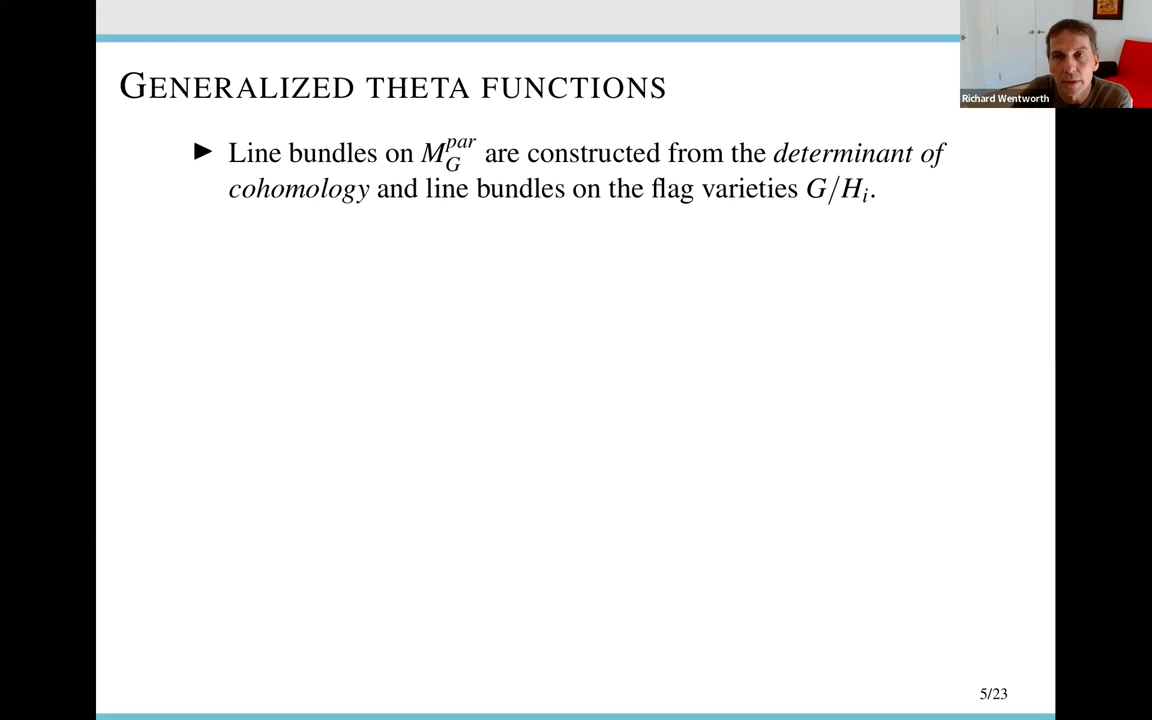 GENERALIZED THETA FUNCTIONS
Richard Wentworth
▶ Line bundles on $M_G^{par}$ are constructed from the determinant of
cohomology and line bundles on the flag varieties $G/H_i$.
5/23